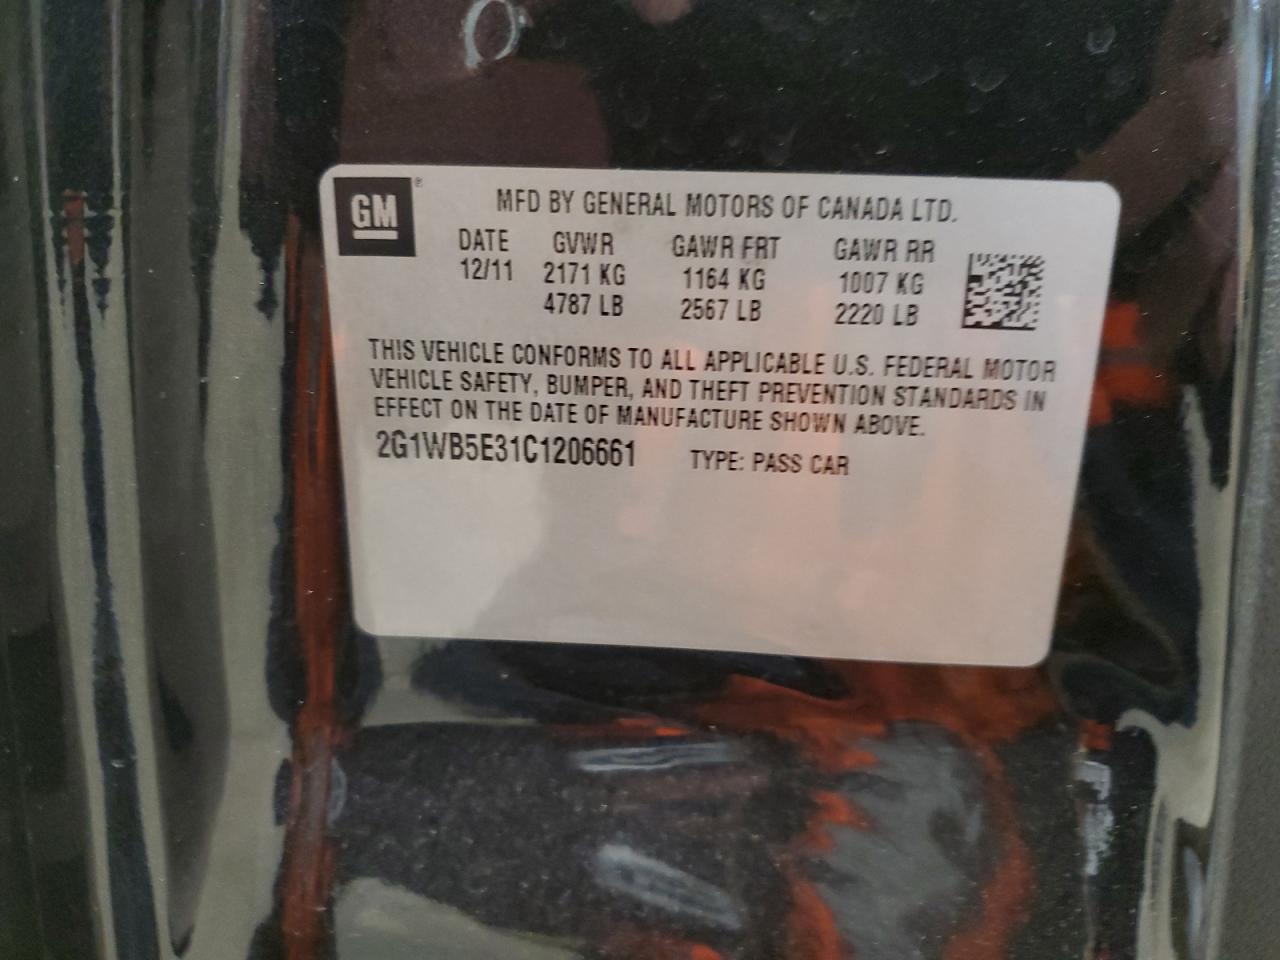 GM®
MFD BY GENERAL MOTORS OF CANADA LTD.
DATE GVWR GAWR FRT GAWR RR
12/11 2171 KG 1164 KG 1007 KG
4787 LB 2567 LB 2220 LB
THIS VEHICLE CONFORMS TO ALL APPLICABLE U.S. FEDERAL MOTOR
VEHICLE SAFETY, BUMPER, AND THEFT PREVENTION STANDARDS IN
EFFECT ON THE DATE OF MANUFACTURE SHOWN ABOVE.
2G1WB5E31C1206661 TYPE: PASS CAR